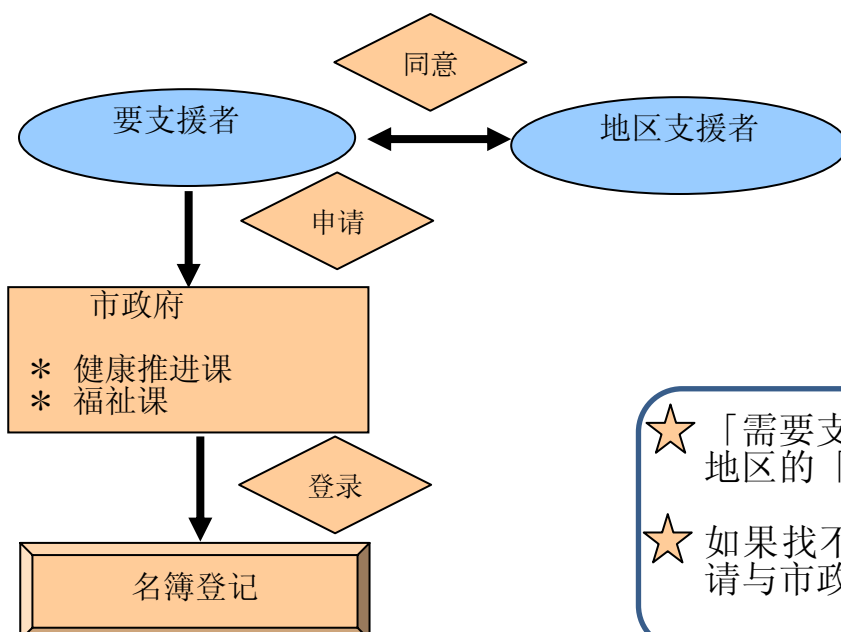 同意
要支援者
地区支援者
申请
市政府
＊ 健康推进课
＊ 福祉课
登录
名簿登记
「需要支
地区的「
如果找不
请与市政